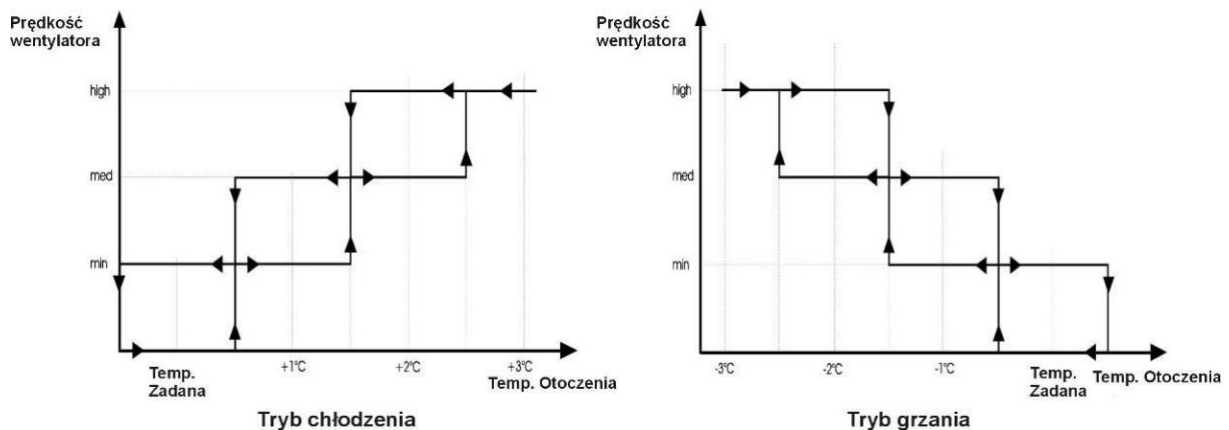 Prędkość
wentylatora
high
med
min
+1°C
+2°C
+3°C
Temp.
Zadana
Temp. Otoczenia
Tryb chłodzenia
Prędkość
wentylatora
high
med
min
-3°C
-2°C
-1°C
Temp.
Zadana
Temp. Otoczenia
Tryb grzania